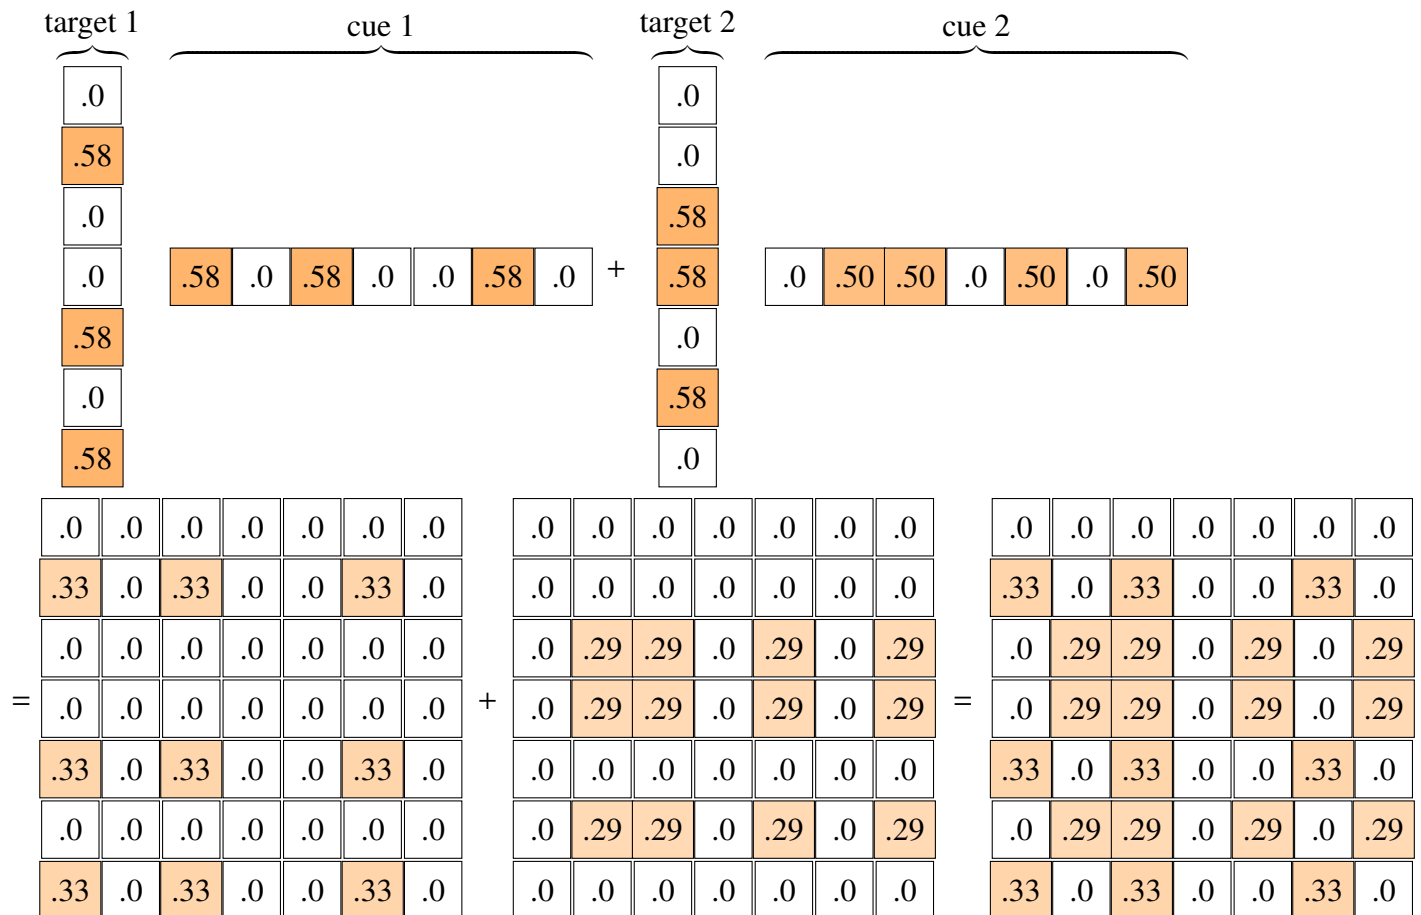 target 1 cue 1 target 2 cue 2
.0 .0
.58 .0
.0 .58
.0 .58 .0 .58 .0 .0 .58 .0 + .58 .0 .50 .50 .0 .50 .0 .50
.58 .0
.0 .58
.58 .0
.0 .0 .0 .0 .0 .0 .0 .0 .0 .0 .0 .0 .0 .0 .0 .0 .0 .0 .0 .0 .0
.33 .0 .33 .0 .0 .33 .0 .0 .0 .0 .0 .0 .0 .0 .33 .0 .33 .0 .0 .33 .0
.0 .0 .0 .0 .0 .0 .0 .0 .29 .29 .0 .29 .0 .29 .0 .29 .29 .0 .29 .0 .29
= .0 .0 .0 .0 .0 .0 .0 + .0 .29 .29 .0 .29 .0 .29 = .0 .29 .29 .0 .29 .0 .29
.33 .0 .33 .0 .0 .33 .0 .0 .0 .0 .0 .0 .0 .0 .33 .0 .33 .0 .0 .33 .0
.0 .0 .0 .0 .0 .0 .0 .0 .29 .29 .0 .29 .0 .29 .0 .29 .29 .0 .29 .0 .29
.33 .0 .33 .0 .0 .33 .0 .0 .0 .0 .0 .0 .0 .0 .33 .0 .33 .0 .0 .33 .0